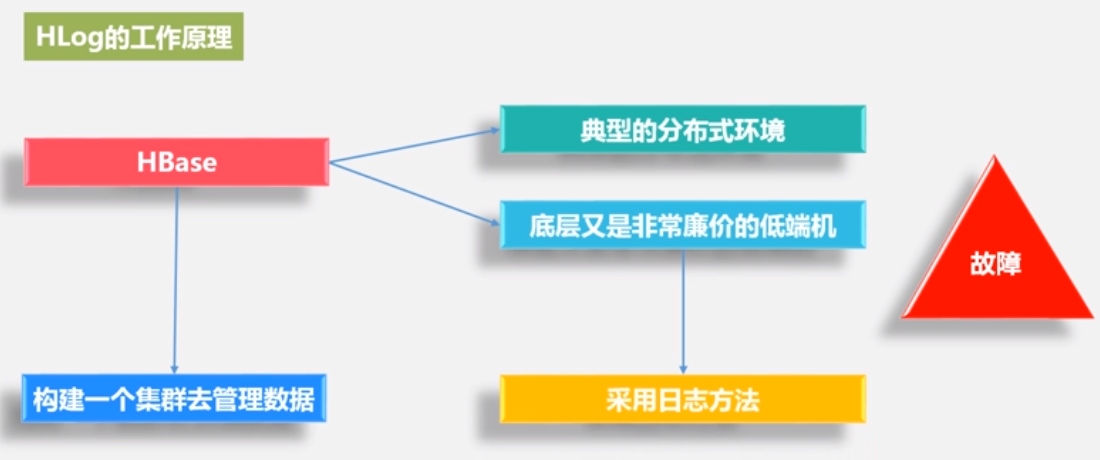 HLog的工作原理
HBase
典型的分布式环境
底层又是非常廉价的低端机
故障
构建一个集群去管理数据
采用日志方法